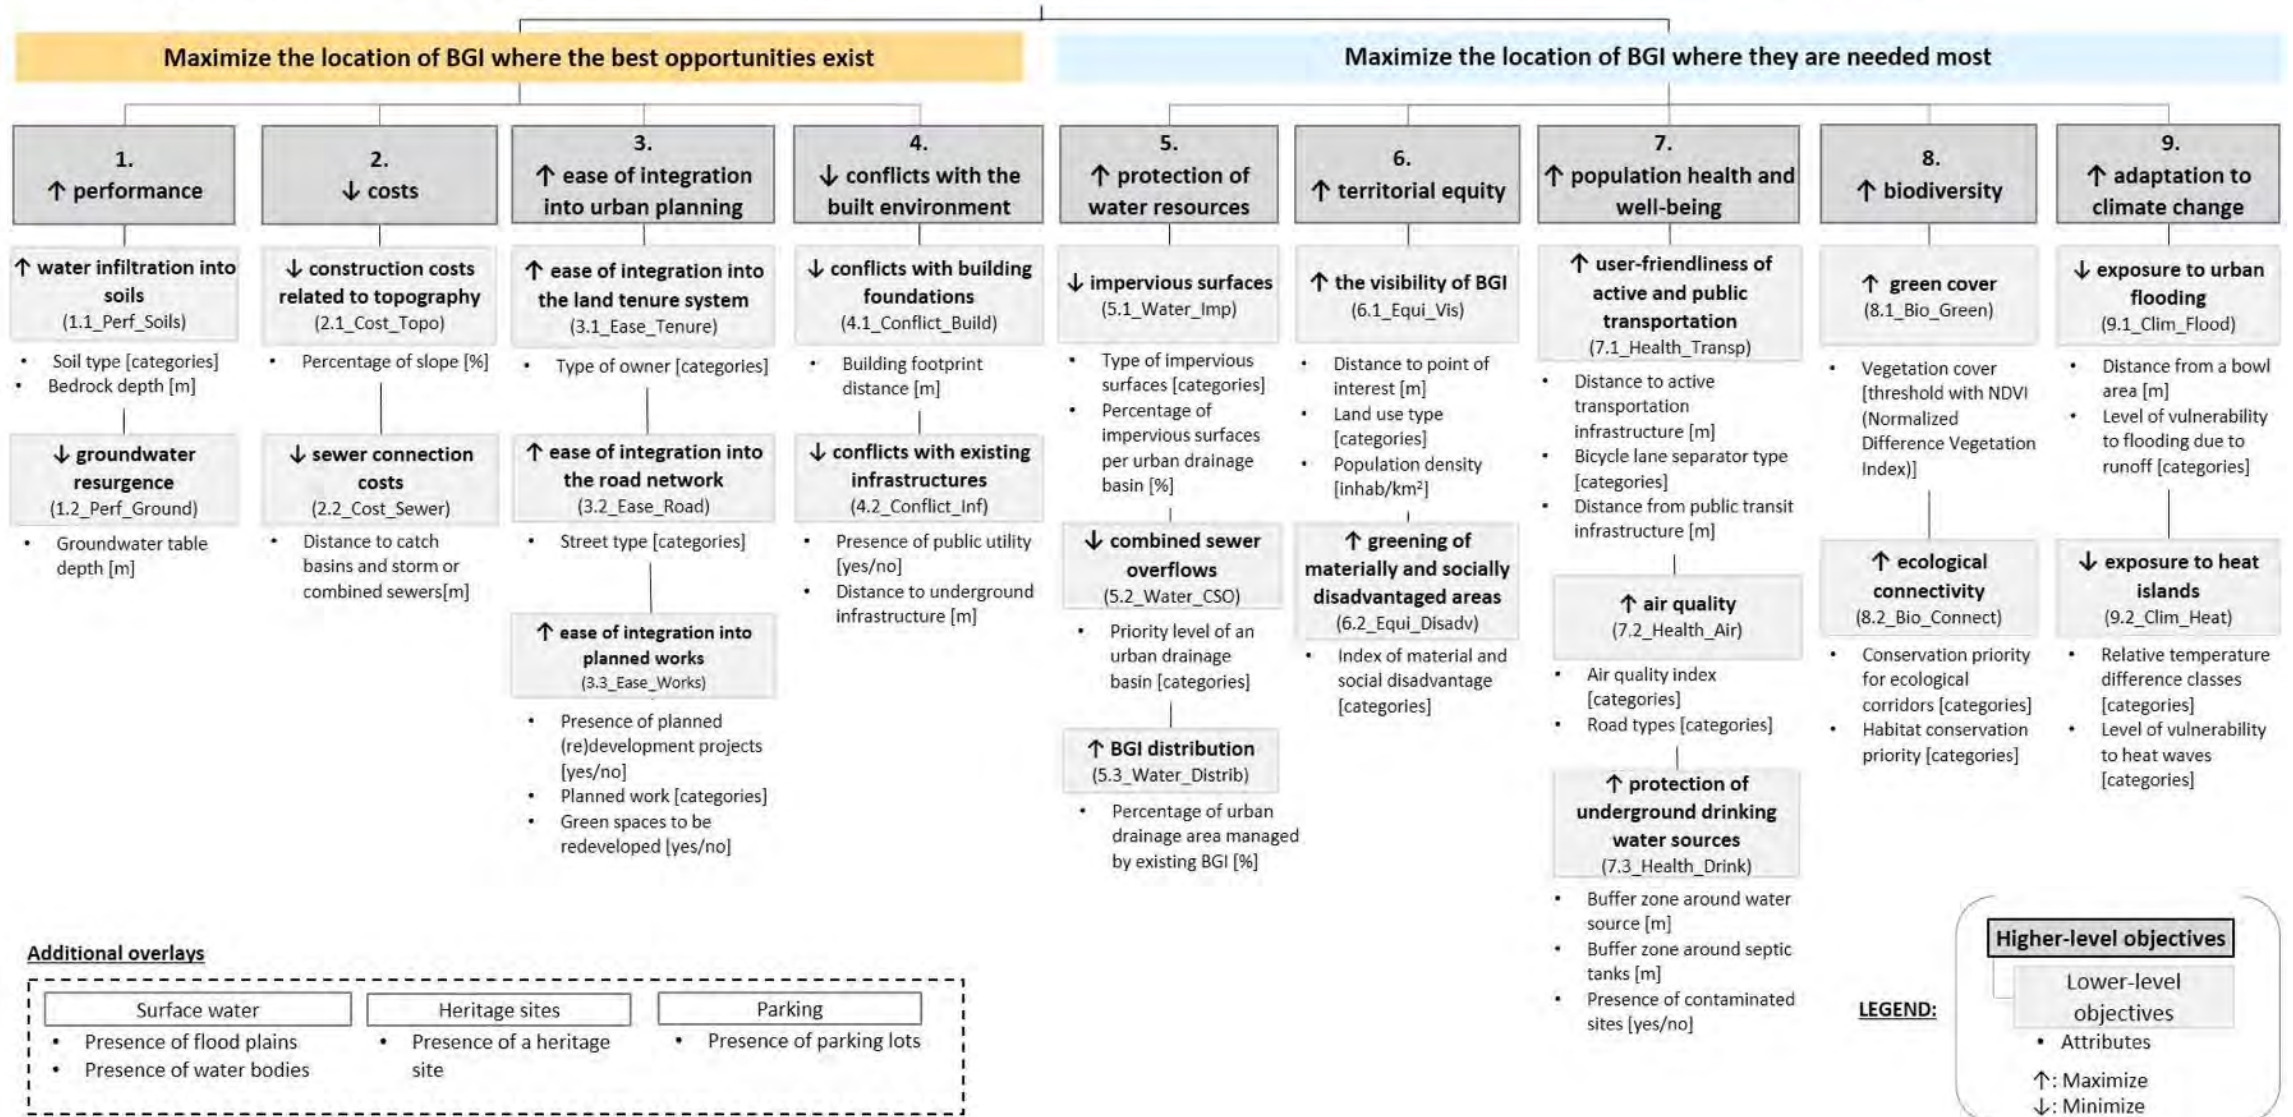 Maximize the location of BGI where the best opportunities exist
Maximize the location of BGI where they are needed most
1.
↑ performance
↑ water infiltration into
soils
(1.1_Perf_Soils)
• Soil type [categories]
• Bedrock depth [m]
↓ groundwater
resurgence
(1.2_Perf_Ground)
• Groundwater table
depth [m]
2.
↓ costs
↓ construction costs
related to topography
(2.1_Cost_Topo)
• Percentage of slope [%]
↓ sewer connection
costs
(2.2_Cost_Sewer)
• Distance to catch
basins and storm or
combined sewers[m]
3.
↑ ease of integration
into urban planning
↑ ease of integration into
the land tenure system
(3.1_Ease_Tenure)
• Type of owner [categories]
↑ ease of integration into
the road network
(3.2_Ease_Road)
• Street type [categories]
↑ ease of integration into
planned works
(3.3_Ease_Works)
• Presence of planned
(re)development projects
[yes/no]
• Planned work [categories]
• Green spaces to be
redeveloped [yes/no]
4.
↓ conflicts with the
built environment
↓ conflicts with building
foundations
(4.1_Conflict_Build)
• Building footprint
distance [m]
↓ conflicts with existing
infrastructures
(4.2_Conflict_Inf)
• Presence of public utility
[yes/no]
• Distance to underground
infrastructure [m]
5.
↑ protection of
water resources
↓ impervious surfaces
(5.1_Water_Imp)
• Type of impervious
surfaces [categories]
• Percentage of
impervious surfaces
per urban drainage
basin [%]
↓ combined sewer
overflows
(5.2_Water_CSO)
• Priority level of an
urban drainage
basin [categories]
↑ BGI distribution
(5.3_Water_Distrib)
• Percentage of urban
drainage area managed
by existing BGI [%]
6.
↑ territorial equity
↑ the visibility of BGI
(6.1_Equi_Vis)
• Distance to point of
interest [m]
• Land use type
[categories]
• Population density
[inhab/km²]
↑ greening of
materially and socially
disadvantaged areas
(6.2_Equi_Disadv)
• Index of material and
social disadvantage
[categories]
7.
↑ population health and
well-being
↑ user-friendliness of
active and public
transportation
(7.1_Health_Transp)
• Distance to active
transportation
infrastructure [m]
• Bicycle lane separator type
[categories]
• Distance from public transit
infrastructure [m]
↑ air quality
(7.2_Health_Air)
• Air quality index
[categories]
• Road types [categories]
↑ protection of
underground drinking
water sources
(7.3_Health_Drink)
• Buffer zone around water
source [m]
• Buffer zone around septic
tanks [m]
• Presence of contaminated
sites [yes/no]
8.
↑ biodiversity
↑ green cover
(8.1_Bio_Green)
• Vegetation cover
[threshold with NDVI
(Normalized
Difference Vegetation
Index)]
↑ ecological
connectivity
(8.2_Bio_Connect)
• Conservation priority
for ecological
corridors [categories]
• Habitat conservation
priority [categories]
9.
↑ adaptation to
climate change
↓ exposure to urban
flooding
(9.1_Clim_Flood)
• Distance from a bowl
area [m]
• Level of vulnerability
to flooding due to
runoff [categories]
↓ exposure to heat
islands
(9.2_Clim_Heat)
• Relative temperature
difference classes
[categories]
• Level of vulnerability
to heat waves
[categories]
Additional overlays
Surface water
• Presence of flood plains
• Presence of water bodies
Heritage sites
• Presence of a heritage
site
Parking
• Presence of parking lots
LEGEND:
Higher-level objectives
Lower-level
objectives
• Attributes
↑: Maximize
↓: Minimize